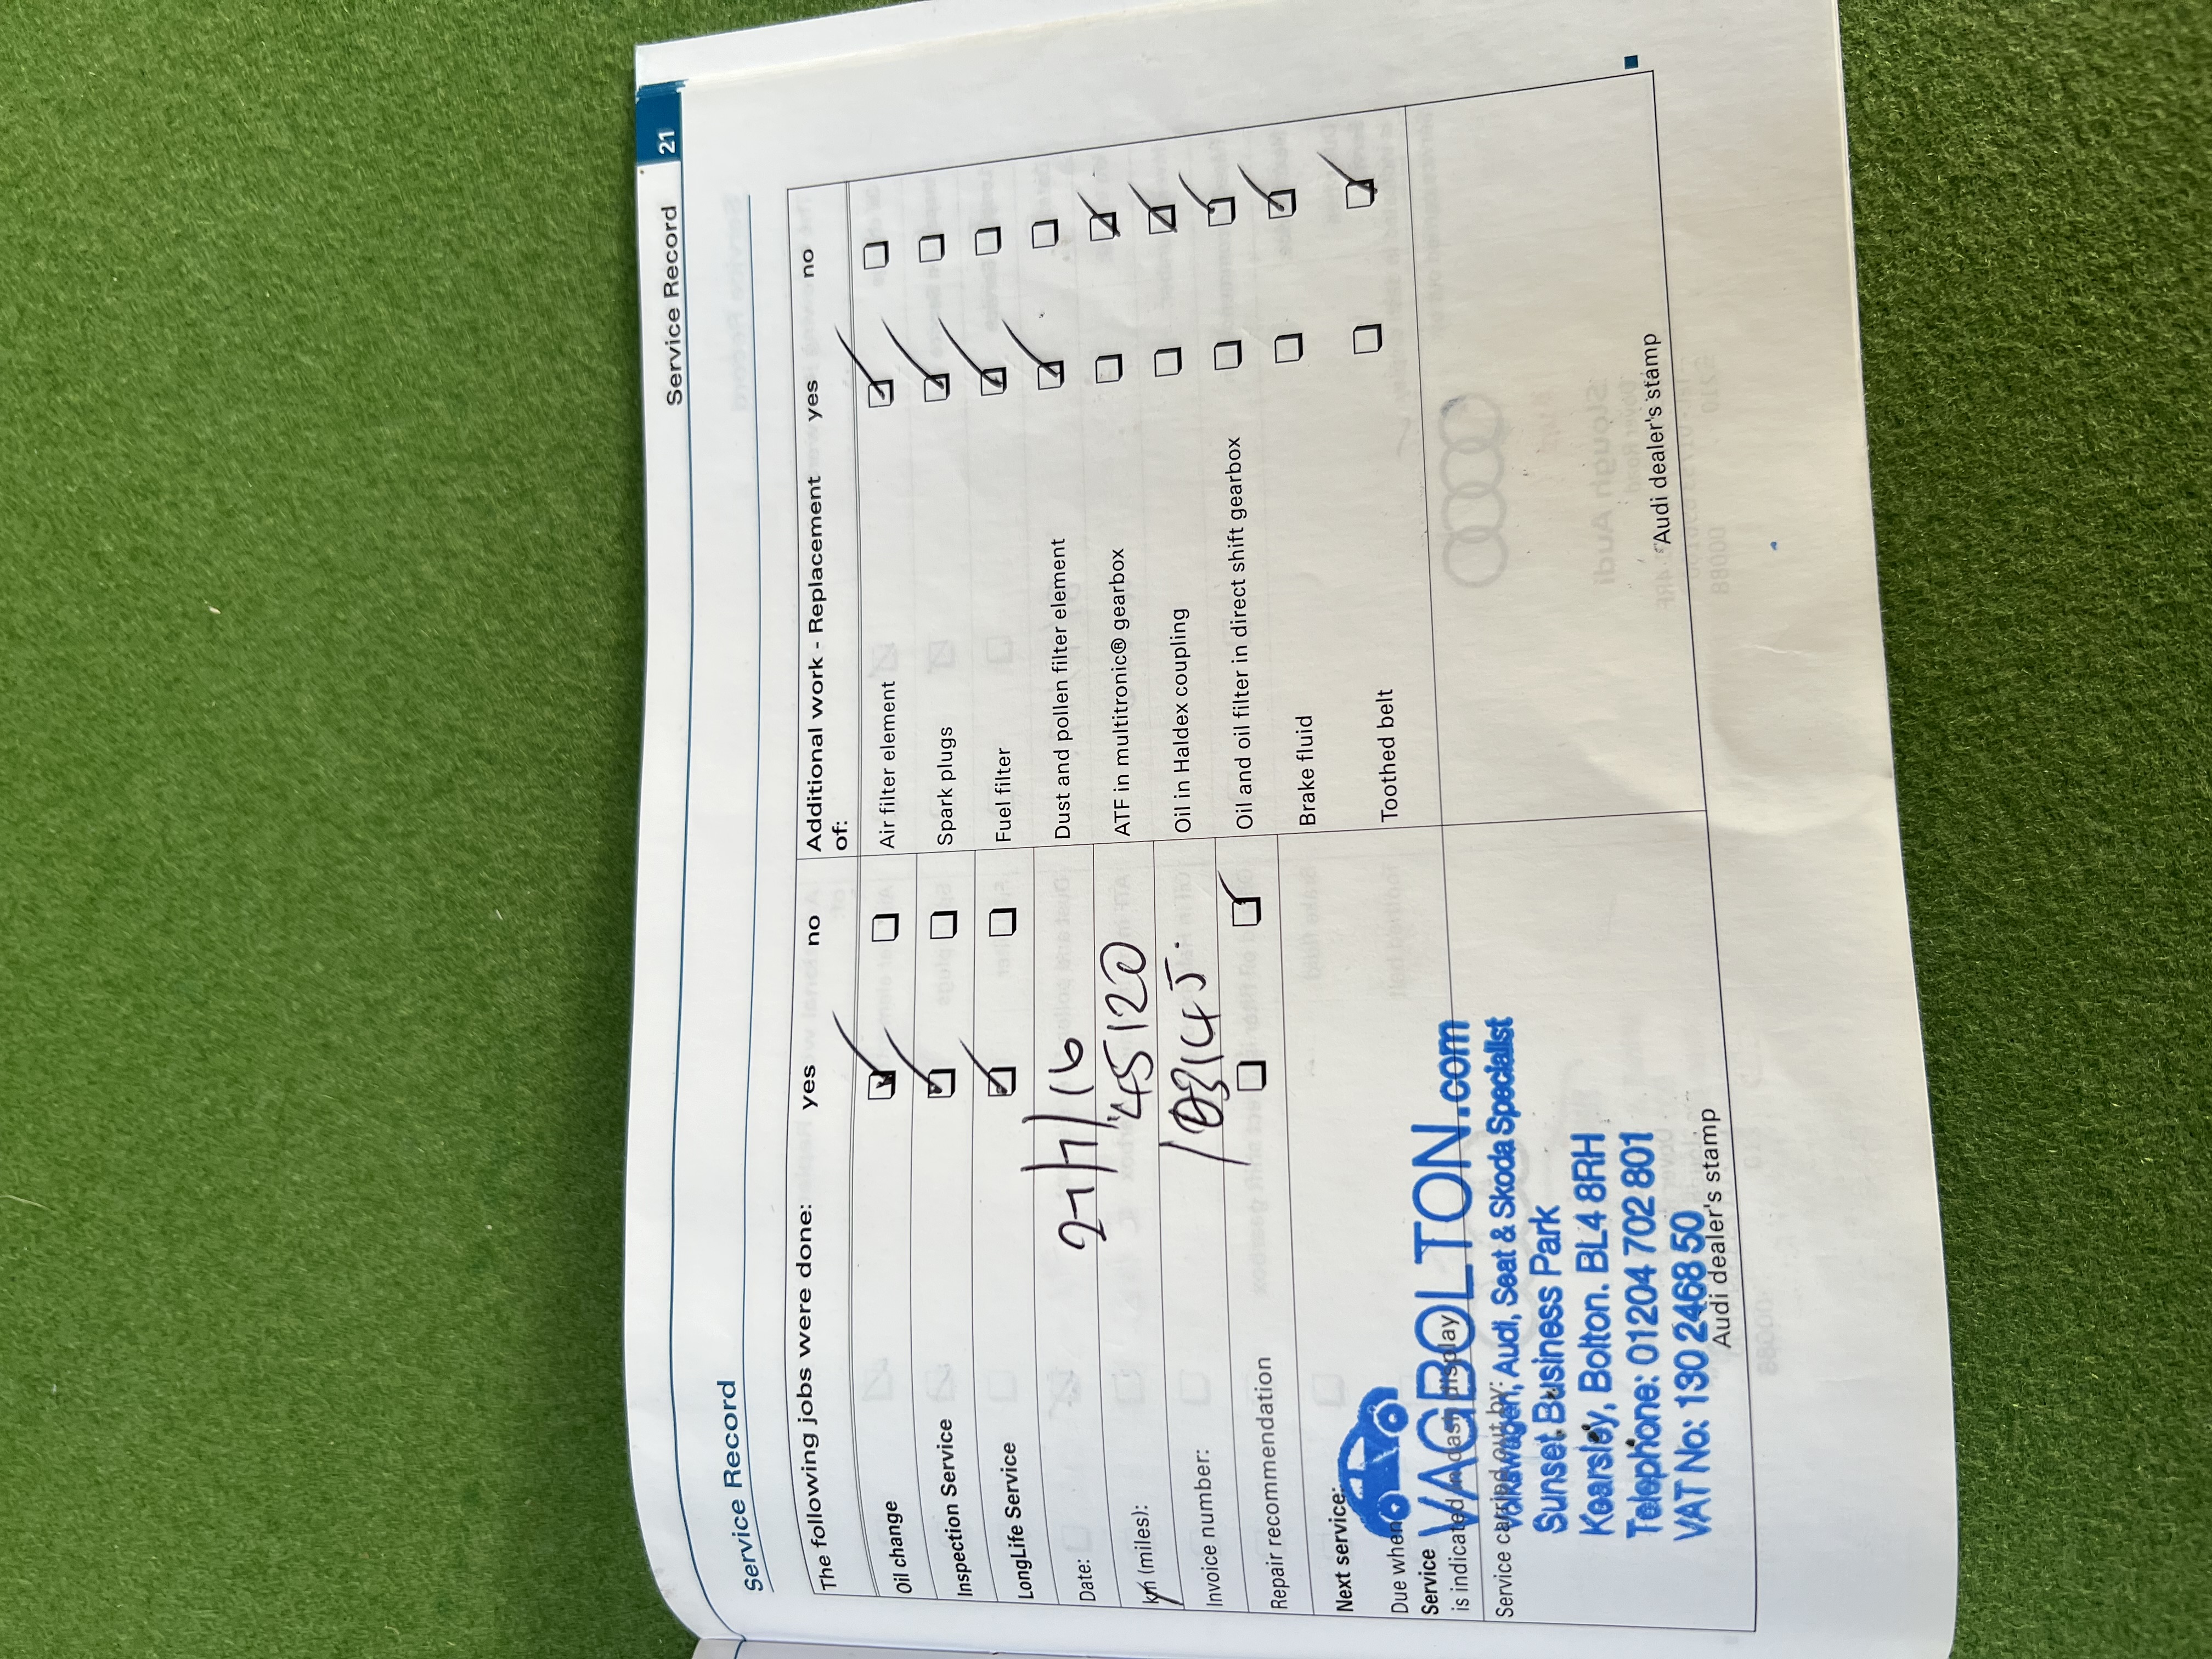 Service Record 21
Service Record
The following jobs were done: yes no
Oil change
Inspection Service
LongLife Service
Date:
km (miles): 45120
Invoice number:
Repair recommendation
Next service:
Due when
Service
is indicated in dash display
Service carried out by:
VAGBOLTON.com
Volkswagen, Audi, Seat & Skoda Specialist
Sunset Business Park
Kearsley, Bolton. BL4 8RH
Telephone: 01204 702 801
VAT No: 130 2468 50
Audi dealer's stamp
Additional work - Replacement of: yes no
Air filter element
Spark plugs
Fuel filter
Dust and pollen filter element
ATF in multitronic® gearbox
Oil in Haldex coupling
Oil and oil filter in direct shift gearbox
Brake fluid
Toothed belt
Audi dealer's stamp